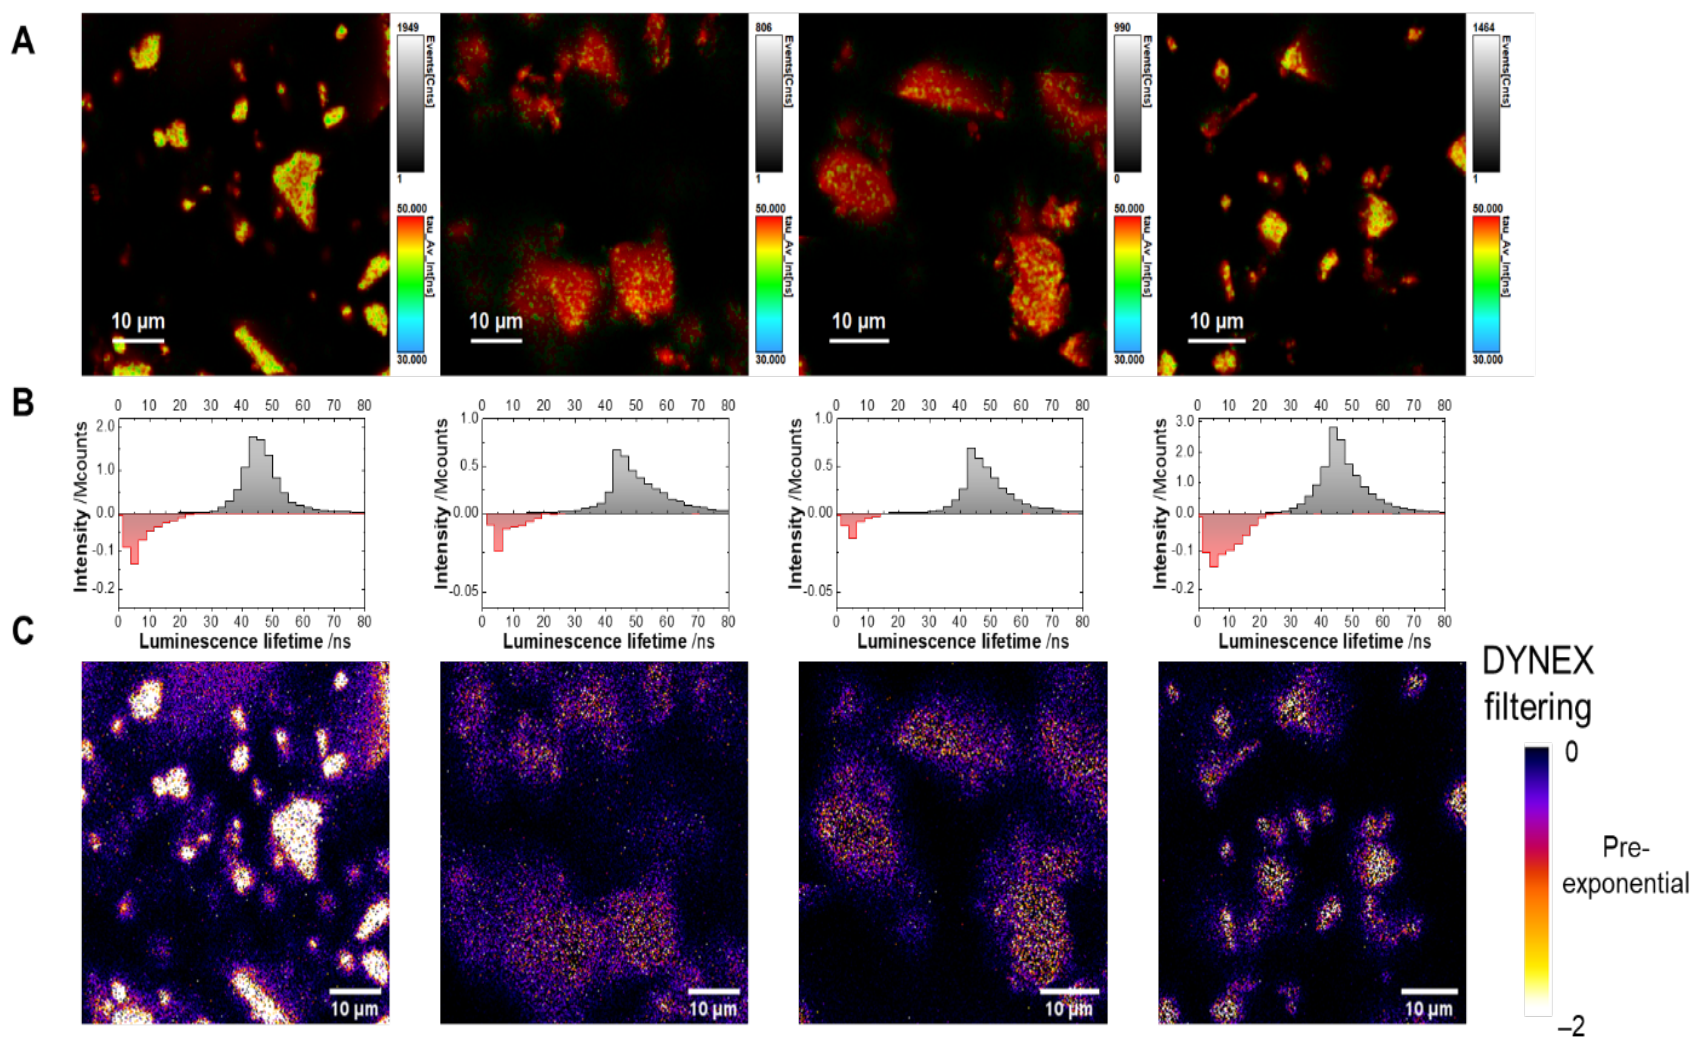 A
1949
Events[Cnts]
1
50.000
tau_Av_Int[ns]
30.000
10 µm
806
Events[Cnts]
1
50.000
tau_Av_Int[ns]
30.000
10 µm
990
Events[Cnts]
0
50.000
tau_Av_Int[ns]
30.000
10 µm
1464
Events[Cnts]
1
50.000
tau_Av_Int[ns]
30.000
10 µm
B
0 10 20 30 40 50 60 70 80
Intensity /Mcounts
2.0
1.0
0.0
-0.1
-0.2
0 10 20 30 40 50 60 70 80
Luminescence lifetime /ns
0 10 20 30 40 50 60 70 80
Intensity /Mcounts
1.0
0.5
0.00
-0.05
0 10 20 30 40 50 60 70 80
Luminescence lifetime /ns
0 10 20 30 40 50 60 70 80
Intensity /Mcounts
1.0
0.5
0.00
-0.05
0 10 20 30 40 50 60 70 80
Luminescence lifetime /ns
0 10 20 30 40 50 60 70 80
Intensity /Mcounts
3.0
2.0
1.0
0.0
-0.1
-0.2
0 10 20 30 40 50 60 70 80
Luminescence lifetime /ns
C
10 µm
10 µm
10 µm
10 µm
DYNEX
filtering
0
Pre-
exponential
–2